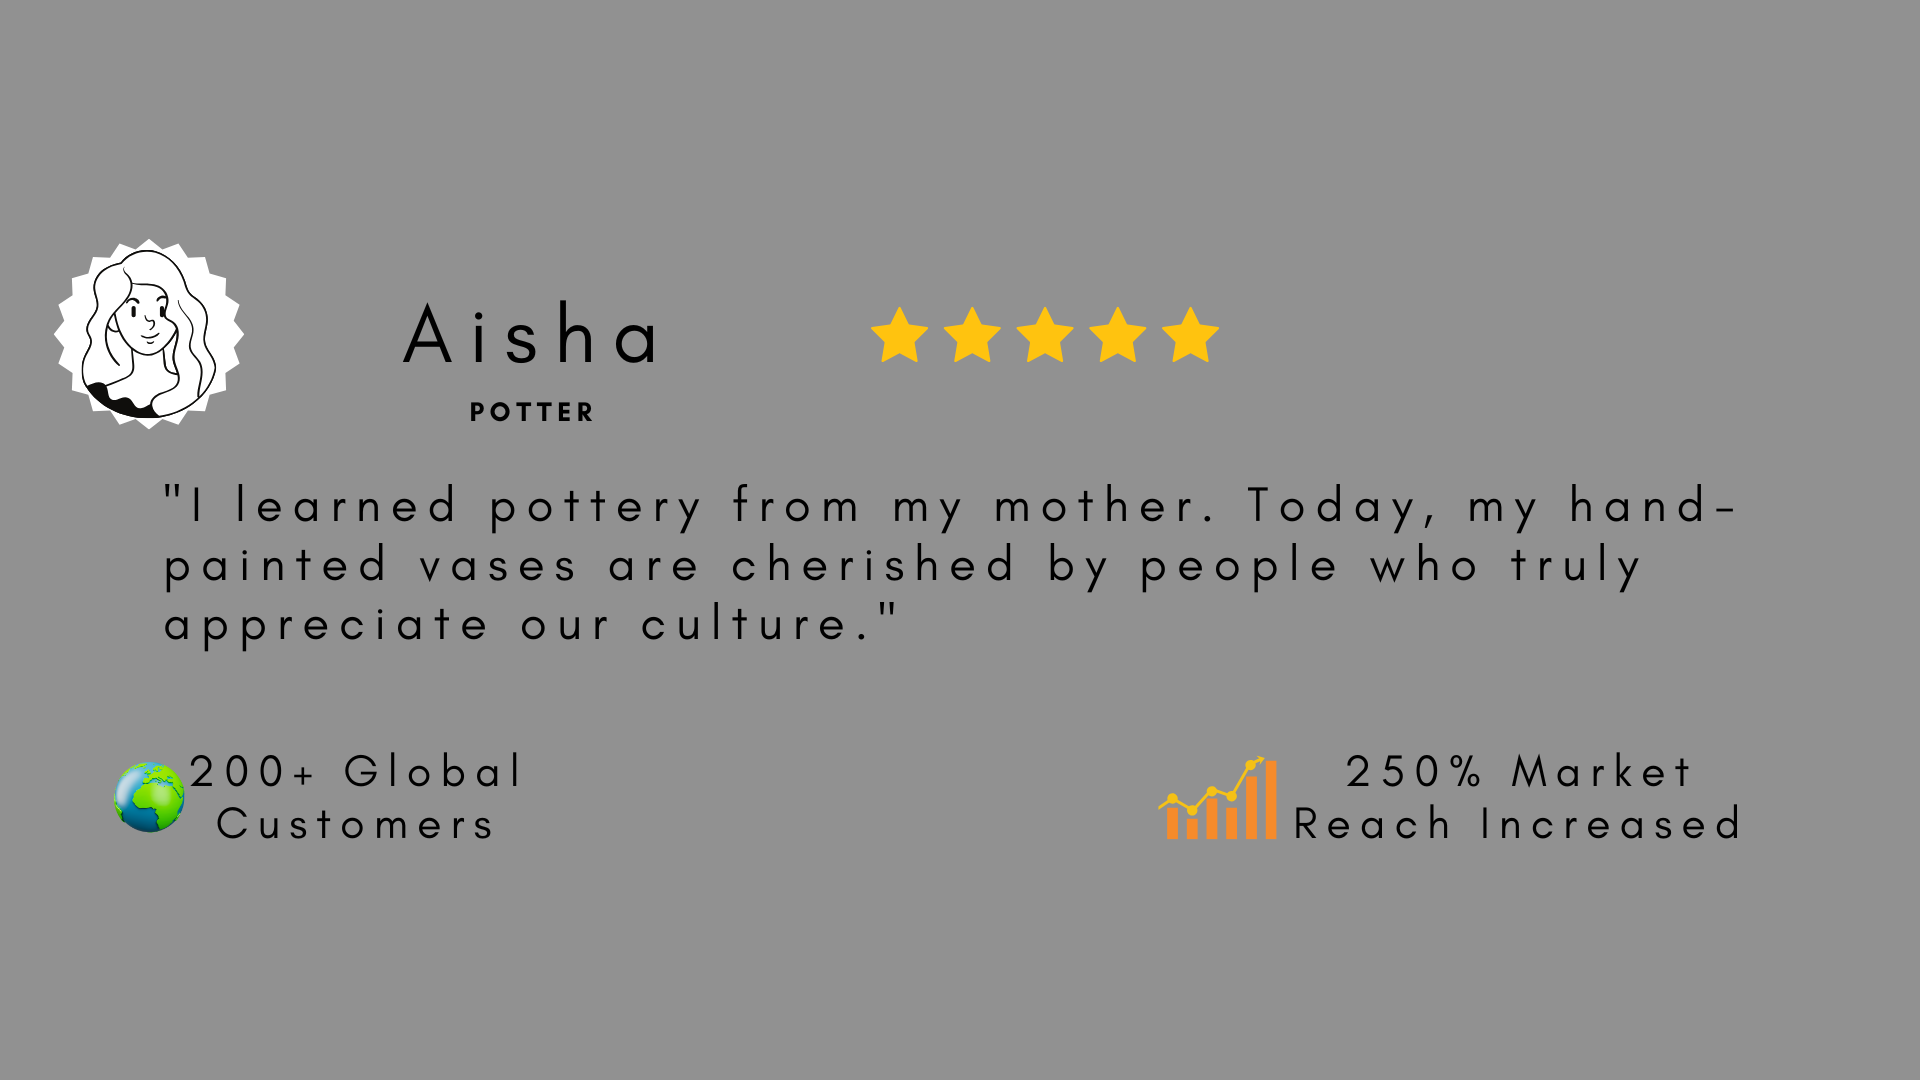 Aisha
POTTER
"I learned pottery from my mother. Today, my hand-
painted vases are cherished by people who truly
appreciate our culture."
200+ Global
Customers
250% Market
Reach Increased